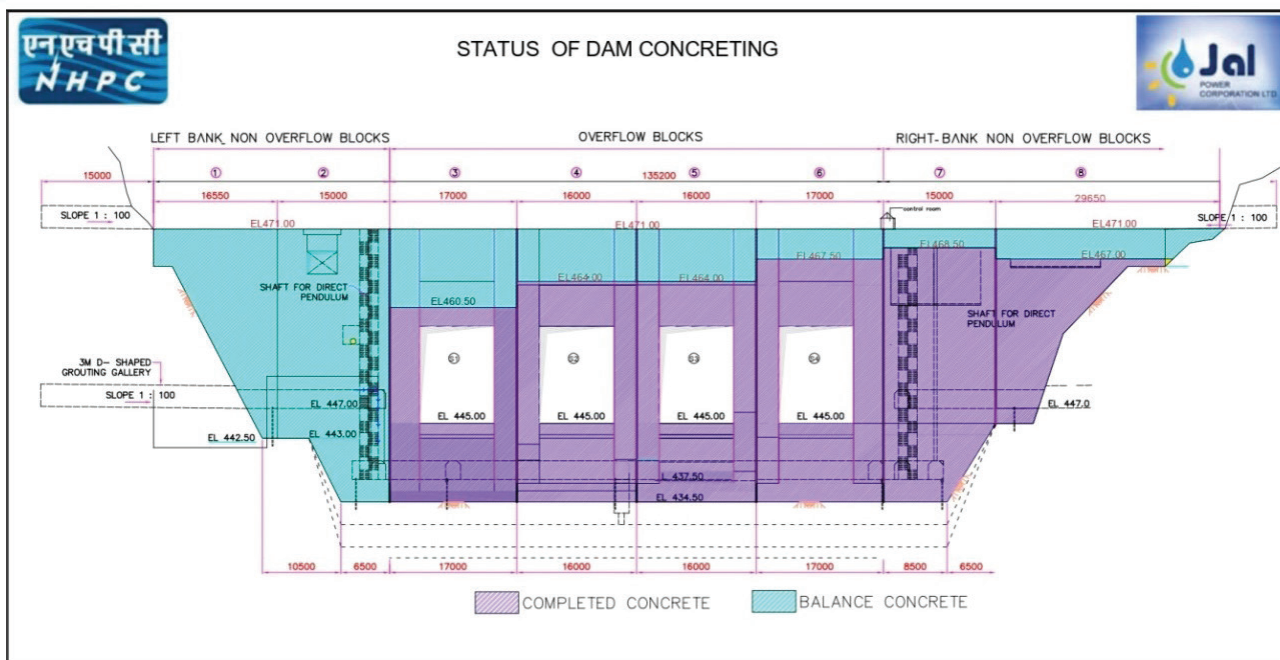 एन एच पी सी
NHPC
STATUS OF DAM CONCRETING
Jal
POWER
CORPORATION LTD
LEFT BANK NON OVERFLOW BLOCKS
OVERFLOW BLOCKS
RIGHT-BANK NON OVERFLOW BLOCKS
① ② ③ ④ ⑤ ⑥ ⑦ ⑧
15000 135200
16550 15000 17000 16000 16000 17000 15000 29650
SLOPE 1 : 100
control room
SLOPE 1 : 100
EL471.00 EL471.00 EL471.00
EL468.50
EL467.50 EL467.00
EL464.00 EL464.00
SHAFT FOR DIRECT
PENDULUM
EL460.50
SHAFT FOR DIRECT
PENDULUM
S1 S2 S3 S4
3M D- SHAPED
GROUTING GALLERY
SLOPE 1 : 100
EL 447.00
EL 447.0
EL 445.00 EL 445.00 EL 445.00 EL 445.00
EL 442.50
EL 443.00
L 437.50
EL 434.50
10500 6500 17000 16000 16000 17000 8500 6500
COMPLETED CONCRETE
BALANCE CONCRETE